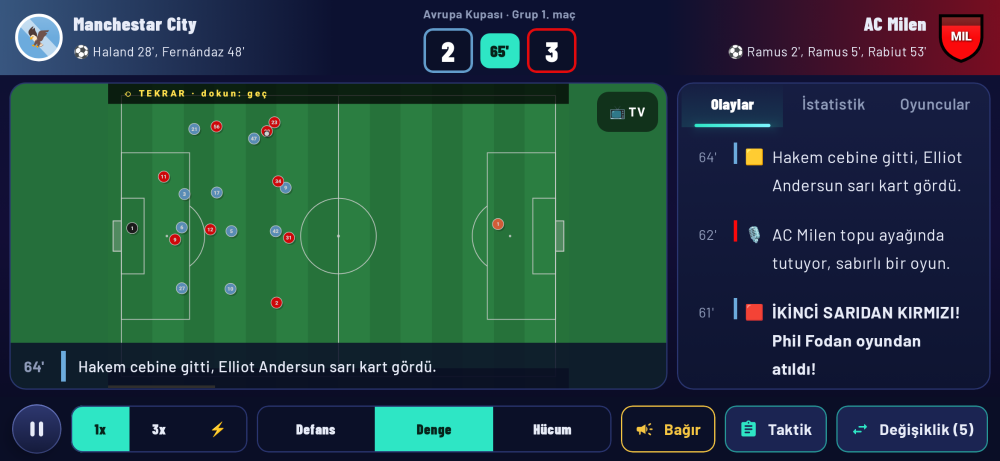 Manchestar City
⚽ Haland 28', Fernándaz 48'
Avrupa Kupası · Grup 1. maç
2
65'
3
AC Milen
⚽ Ramus 2', Ramus 5', Rabiut 53'
MIL
TEKRAR · dokun: geç
TV
64'
Hakem cebine gitti, Elliot Andersun sarı kart gördü.
Olaylar
İstatistik
Oyuncular
64'
Hakem cebine gitti, Elliot
Andersun sarı kart gördü.
62'
AC Milen topu ayağında
tutuyor, sabırlı bir oyun.
61'
İKİNCİ SARIDAN KIRMIZI!
Phil Fodan oyundan
atıldı!
1x
3x
Defans
Denge
Hücum
Bağır
Taktik
Değişiklik (5)